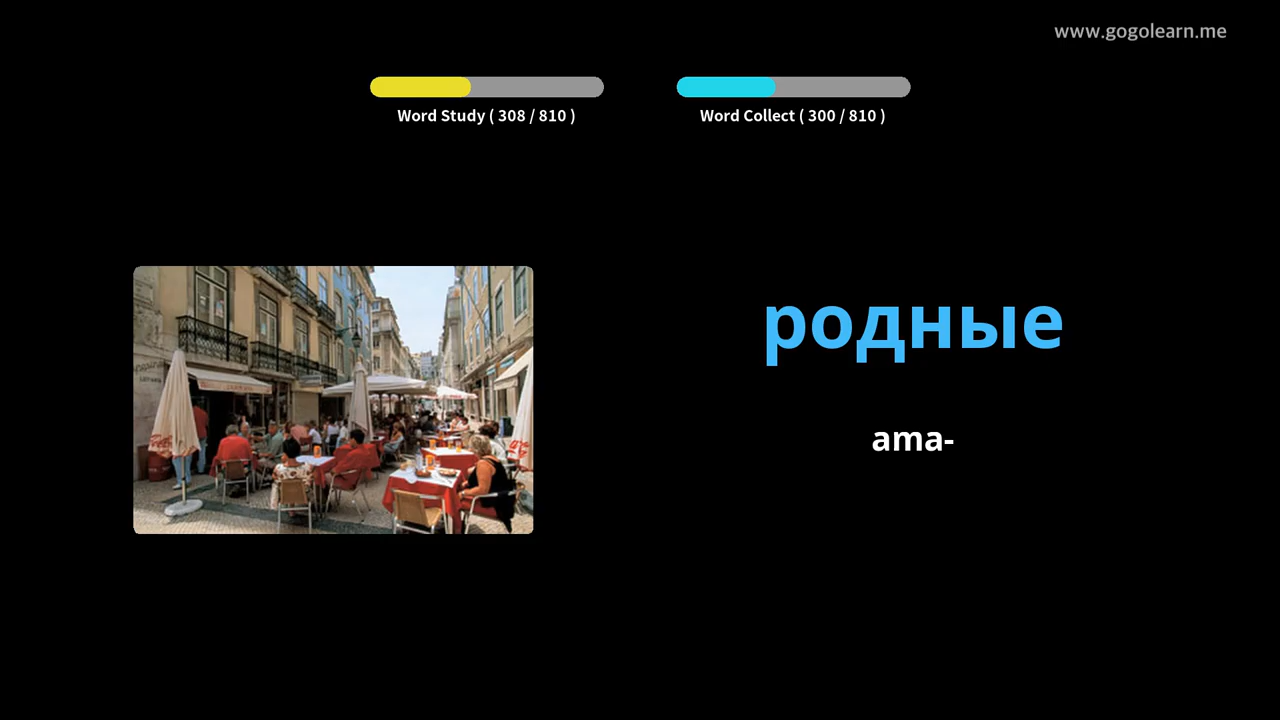 www.gogolearn.me
Word Study ( 308 / 810 )
Word Collect ( 300 / 810 )
родные
ama-